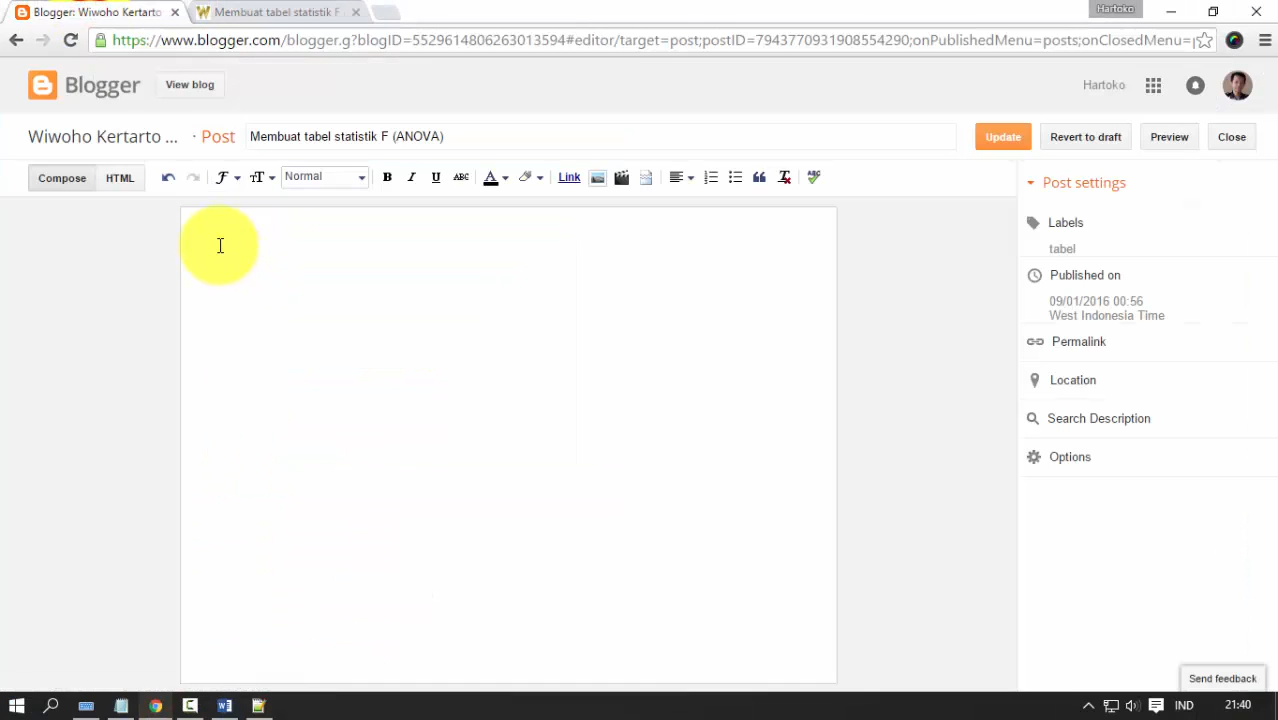 Blogger: Wiwoho Kertarto
Membuat tabel statistik F
Hartoko
https://www.blogger.com/blogger.g?blogID=5529614806263013594#editor/target=post;postID=7943770931908554290;onPublishedMenu=posts;onClosedMenu=
Blogger
View blog
Hartoko
Wiwoho Kertarto ...
· Post
Membuat tabel statistik F (ANOVA)
Update
Revert to draft
Preview
Close
Compose
HTML
Normal
B
I
U
ABC
A
Link
Post settings
Labels
tabel
Published on
09/01/2016 00:56
West Indonesia Time
Permalink
Location
Search Description
Options
Send feedback
IND
21:40